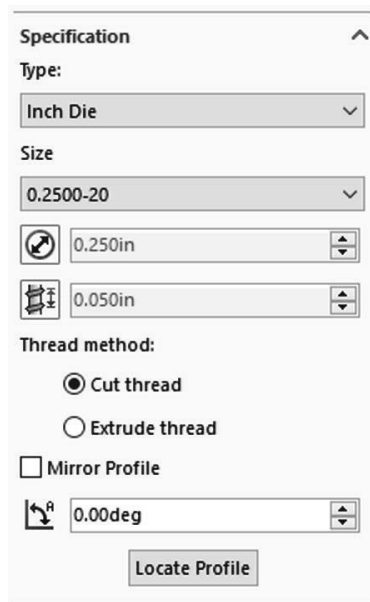 Specification
Type:
Inch Die
Size
0.2500-20
0.250in
0.050in
Thread method:
Cut thread
Extrude thread
Mirror Profile
A
0.00deg
Locate Profile